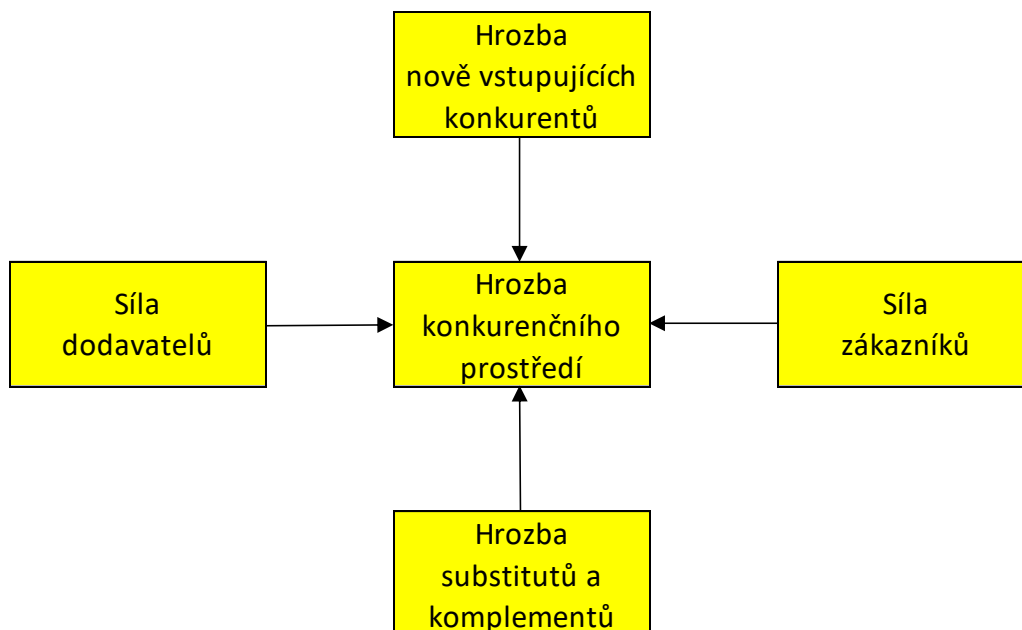 Hrozba
nově vstupujících
konkurentů
Síla
dodavatelů
Hrozba
konkurenčního
prostředí
Síla
zákazníků
Hrozba
substitutů a
komplementů